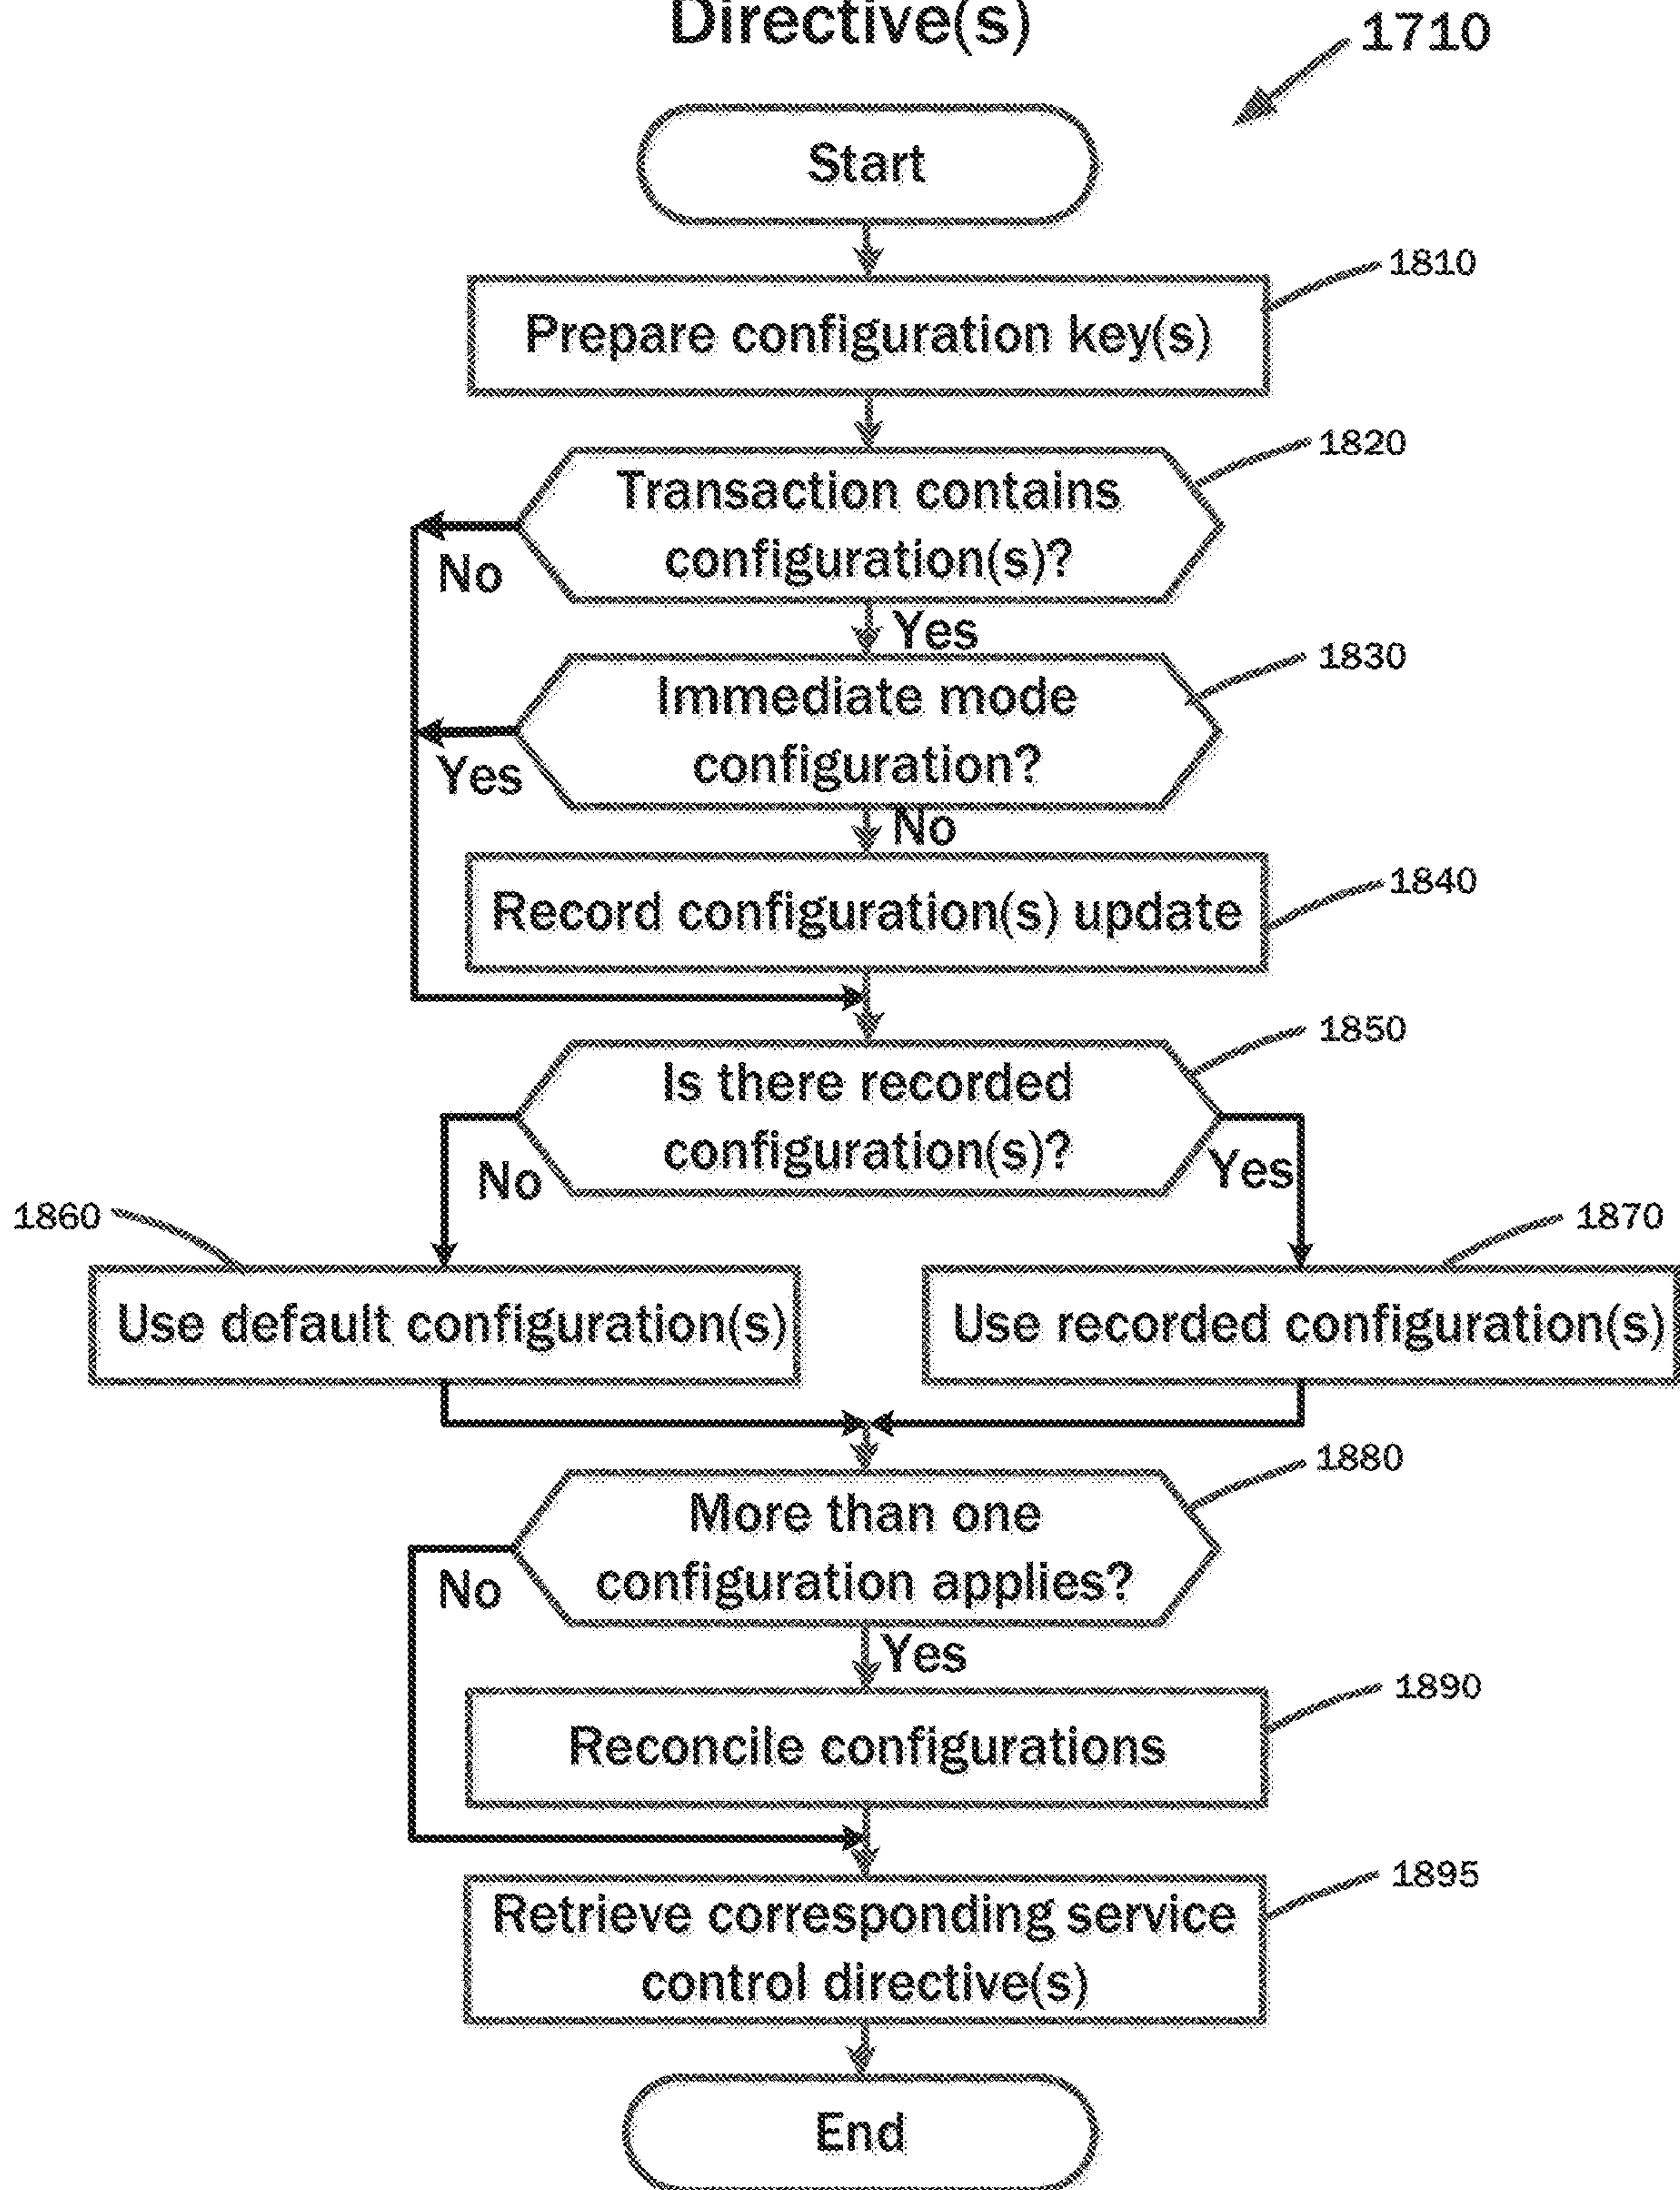 Directive(s)
1710
Start
1810
Prepare configuration key(s)
1820
Transaction contains
configuration(s)?
No
Yes
1830
Immediate mode
configuration?
Yes
No
1840
Record configuration(s) update
1850
Is there recorded
configuration(s)?
No
Yes
1860
1870
Use default configuration(s)
Use recorded configuration(s)
1880
More than one
configuration applies?
No
Yes
1890
Reconcile configurations
1895
Retrieve corresponding service
control directive(s)
End